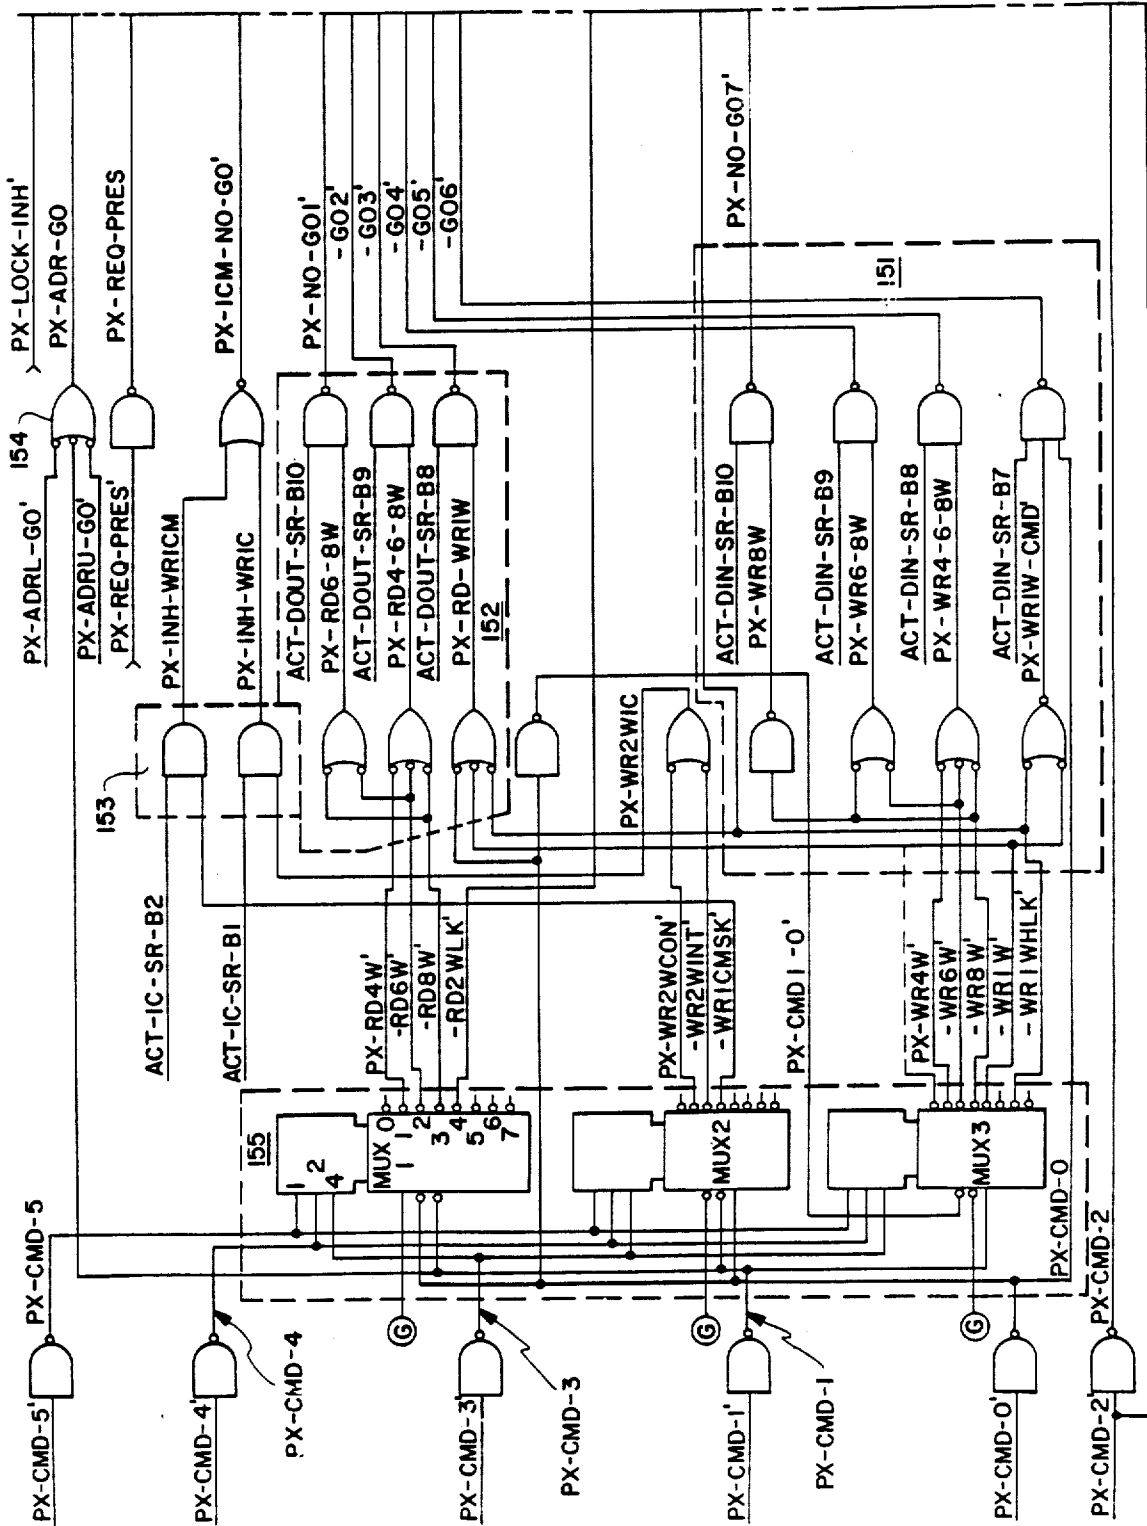 PX-LOCK-INH'
PX-ADR-GO
154
PX-ADRL-GO'
PX-ADRU-GO'
PX-REQ-PRES'
PX-REQ-PRES
PX-ICM-NO-GO'
PX-INH-WRICM
PX-INH-WRIC
153
ACT-IC-SR-B2
ACT-IC-SR-B1
PX-NO-GO1'
-GO2'
-GO3'
-GO4'
-GO5'
-GO6'
ACT-DOUT-SR-B10
PX-RD6-8W
ACT-DOUT-SR-B9
PX-RD4-6-8W
ACT-DOUT-SR-B8
PX-RD-WR1W
152
PX-WR2WIC
PX-NO-GO7'
151
ACT-DIN-SR-B10
PX-WR8W
ACT-DIN-SR-B9
PX-WR6-8W
ACT-DIN-SR-B8
PX-WR4-6-8W
ACT-DIN-SR-B7
PX-WR1W-CMD'
PX-RD4W'
-RD6W'
-RD8W'
-RD2WLK'
PX-WR2WCON'
-WR2WINT'
-WRICMSK'
PX-CMD1-0'
PX-WR4W'
-WR6W'
-WR8W'
-WR1W'
-WR1WHLK'
155
1
2
4
MUX
1
0
1
2
3
4
5
6
7
MUX2
MUX3
G
G
G
PX-CMD-5
PX-CMD-4
PX-CMD-3
PX-CMD-1
PX-CMD-0
PX-CMD-2
PX-CMD-5'
PX-CMD-4'
PX-CMD-3'
PX-CMD-1'
PX-CMD-0'
PX-CMD-2'